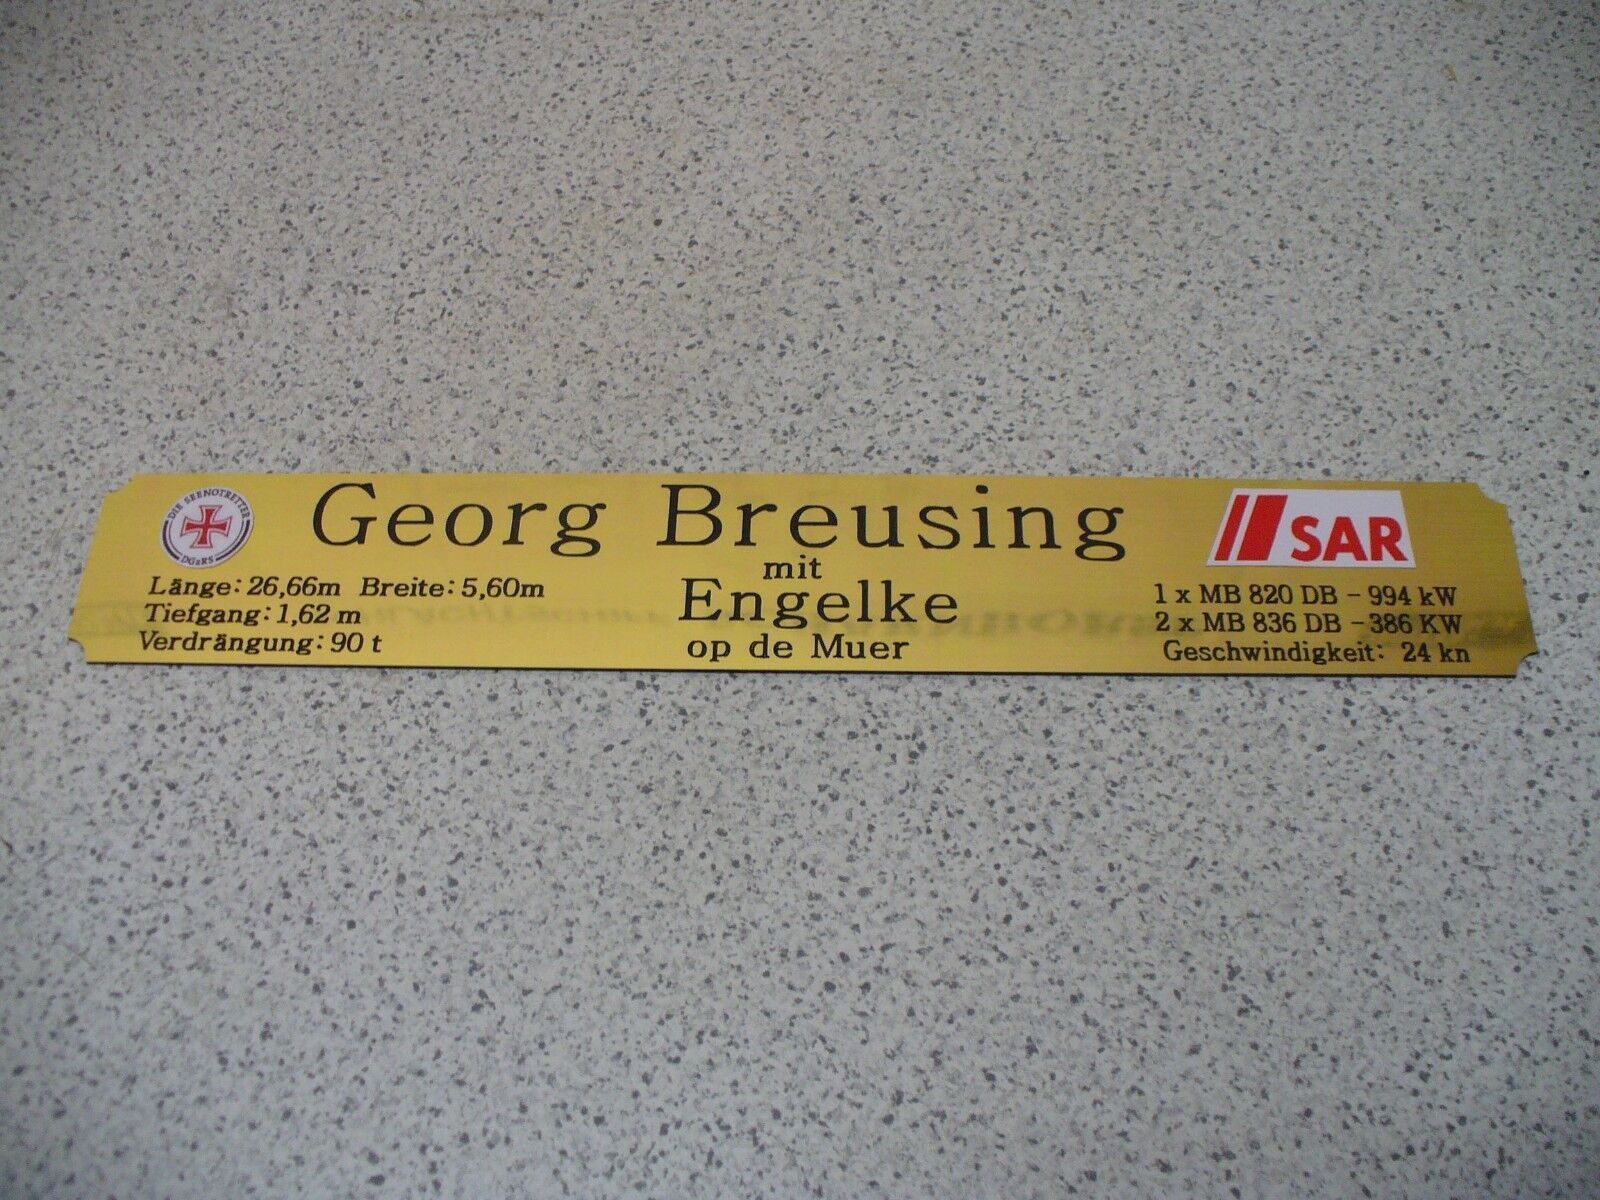 DIE SEENOTRETTER
DGzRS
Georg Breusing
SAR
mit
Engelke
op de Muer
Länge: 26,66m Breite: 5,60m
Tiefgang: 1,62 m
Verdrängung: 90 t
1 x MB 820 DB - 994 kW
2 x MB 836 DB - 386 KW
Geschwindigkeit: 24 kn